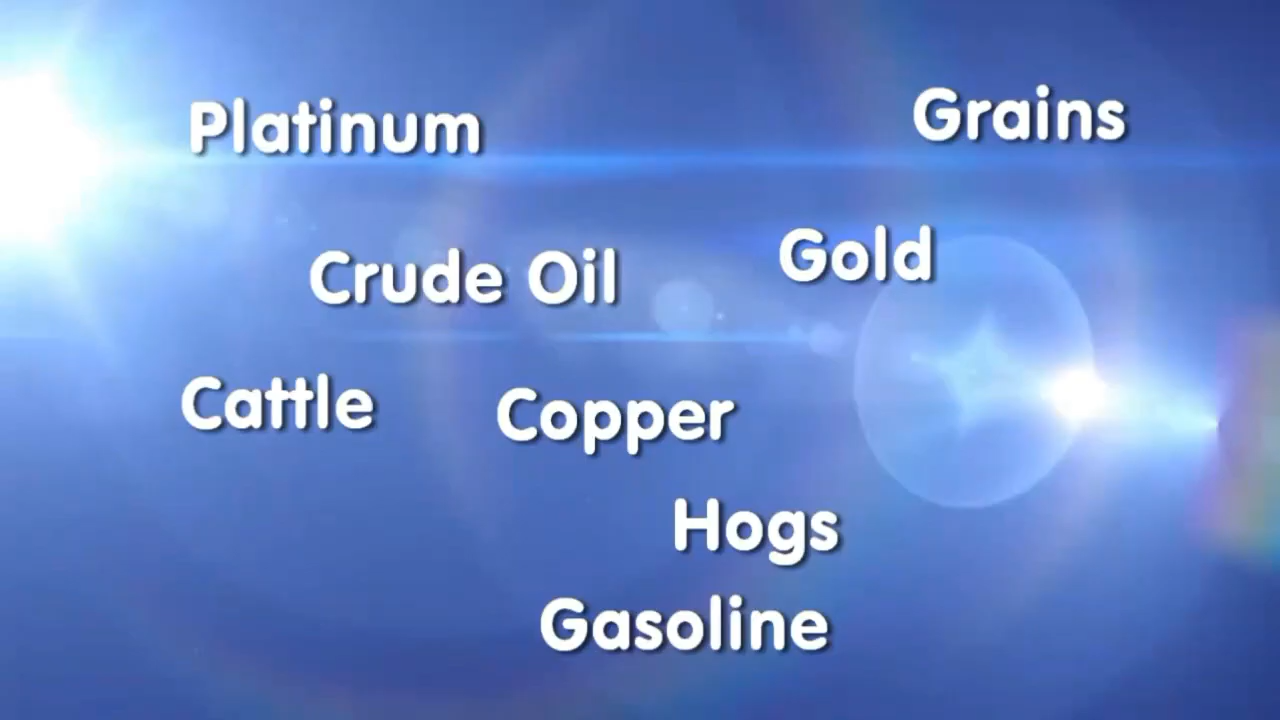 Platinum
Grains
Crude Oil
Gold
Cattle
Copper
Hogs
Gasoline